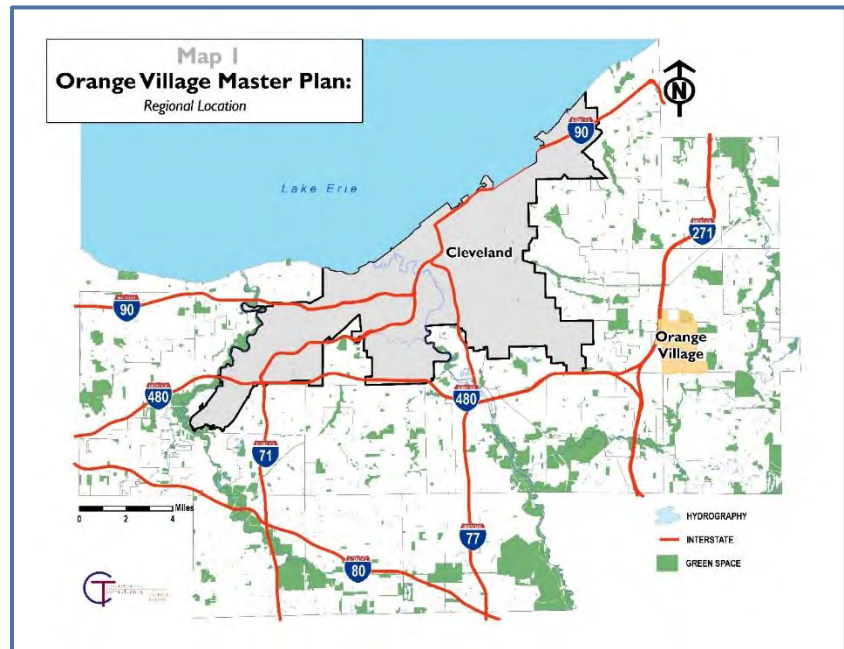 Map 1
Orange Village Master Plan:
Regional Location
N
90
Lake Erie
271
Cleveland
90
Orange
Village
480
480
71
Miles
0 2 4
77
80
HYDROGRAPHY
INTERSTATE
GREEN SPACE
CT